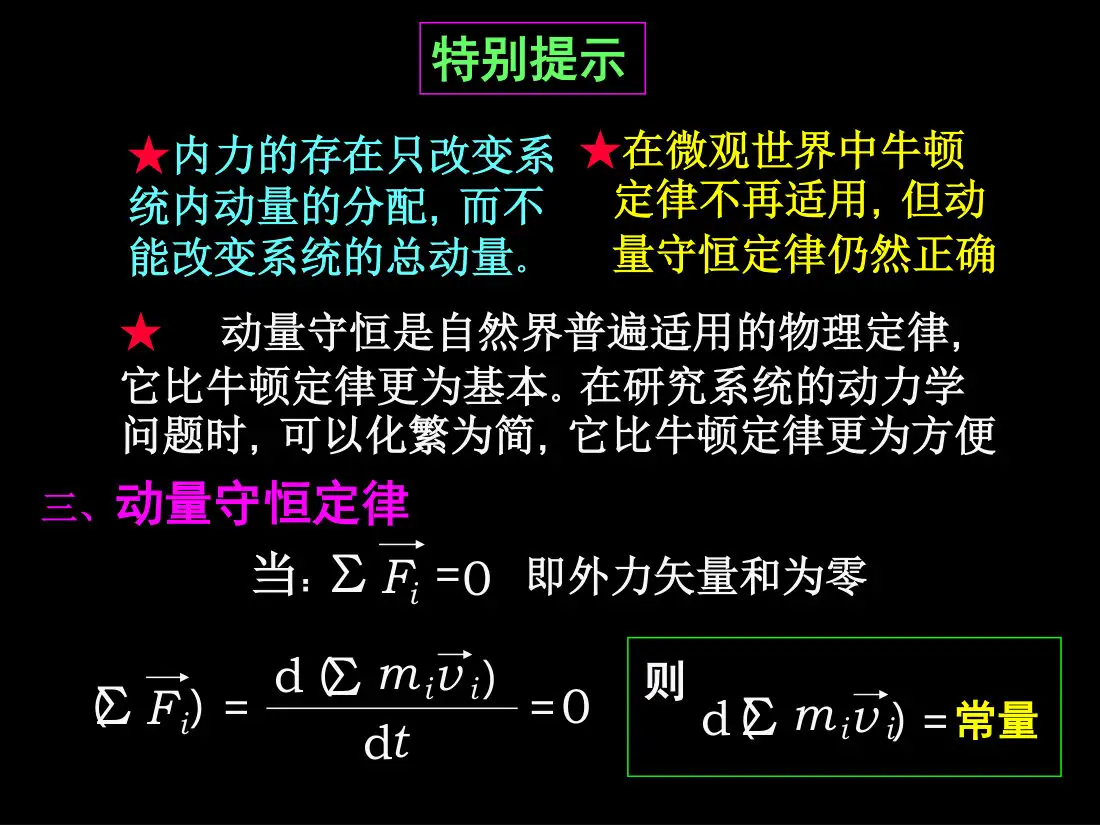 特别提示
★内力的存在只改变系
统内动量的分配，而不
能改变系统的总动量。
★在微观世界中牛顿
定律不再适用，但动
量守恒定律仍然正确
★ 动量守恒是自然界普遍适用的物理定律，
它比牛顿定律更为基本。在研究系统的动力学
问题时，可以化繁为简，它比牛顿定律更为方便
三、动量守恒定律
当：Σ F⃗ᵢ =0 即外力矢量和为零
(Σ F⃗ᵢ) = d (Σ mᵢv⃗ᵢ) / dt =0
则 d (Σ mᵢv⃗ᵢ) =常量